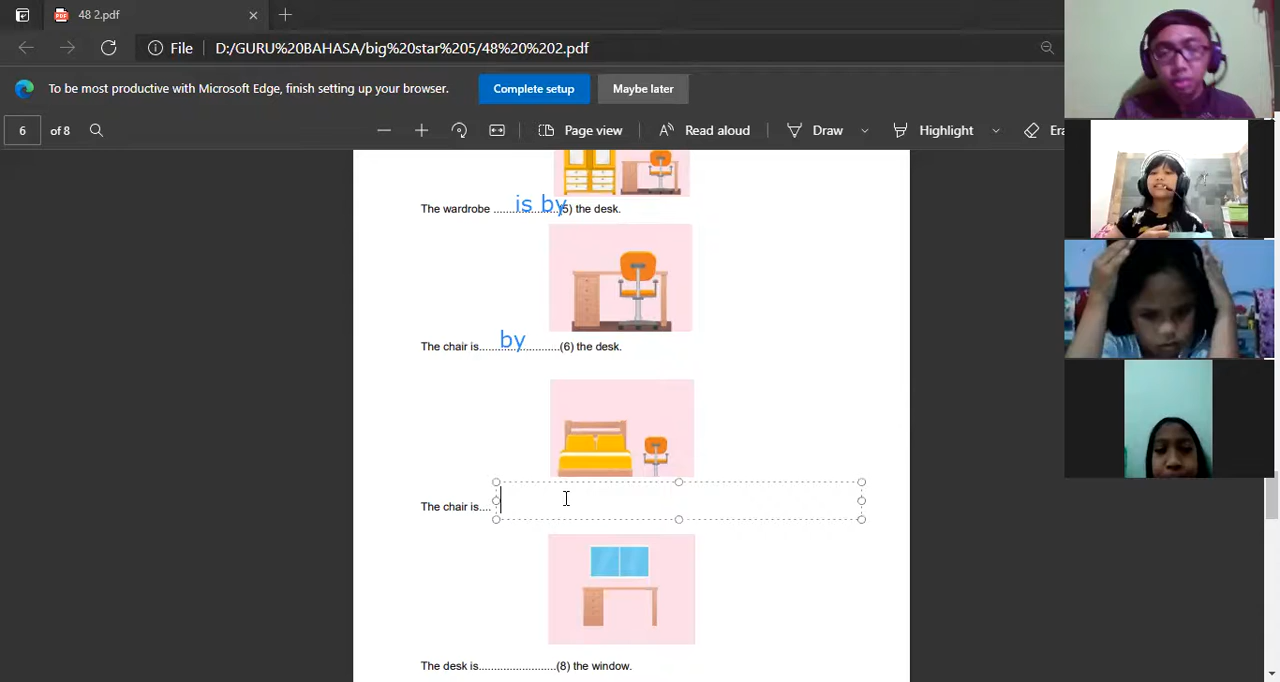 48 2.pdf
File D:/GURU%20BAHASA/big%20star%205/48%20%202.pdf
To be most productive with Microsoft Edge, finish setting up your browser. Complete setup Maybe later
6 of 8 Page view Read aloud Draw Highlight Era
The wardrobe ......is by......(5) the desk.
The chair is......by...........(6) the desk.
The chair is....
The desk is.........................(8) the window.